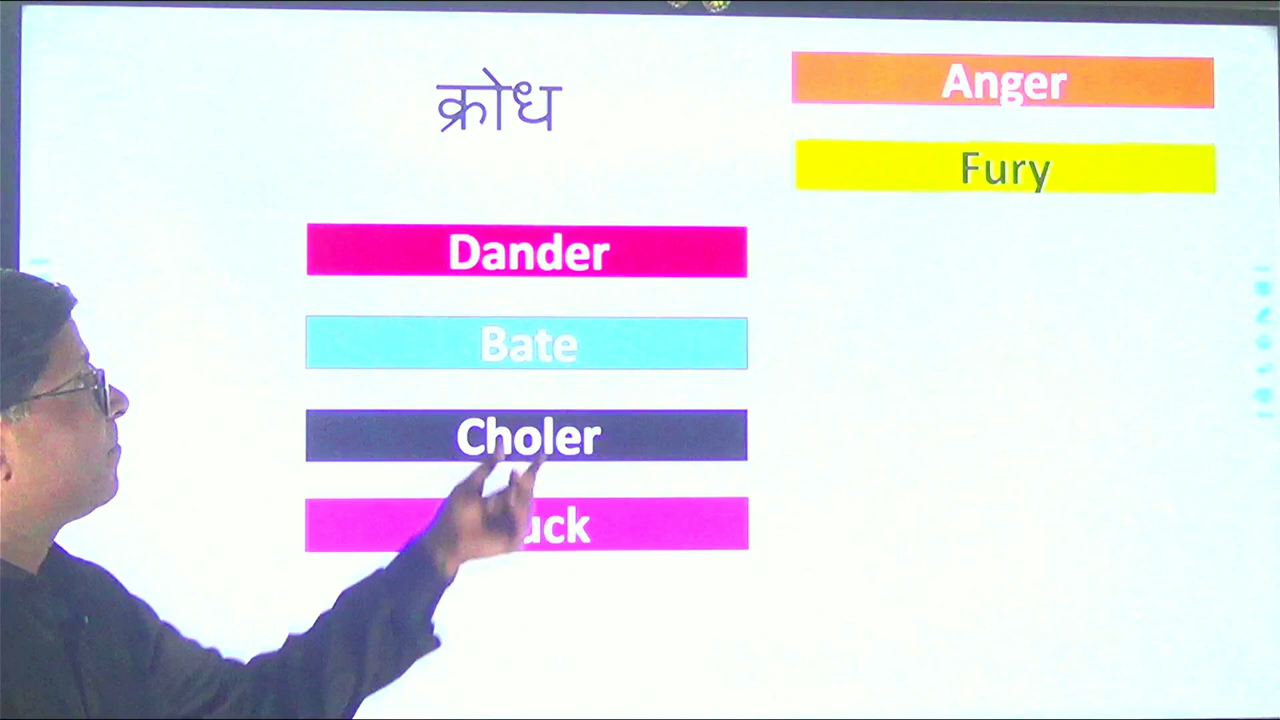 क्रोध
Anger
Fury
Dander
Bate
Choler